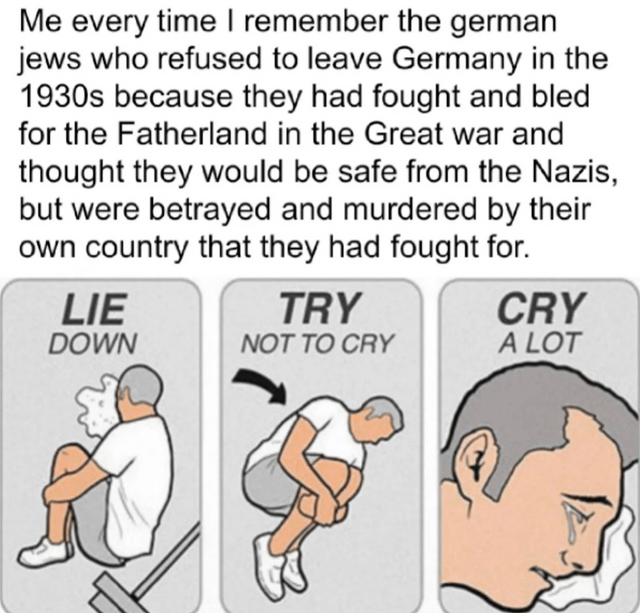 Me every time I remember the german
jews who refused to leave Germany in the
1930s because they had fought and bled
for the Fatherland in the Great war and
thought they would be safe from the Nazis,
but were betrayed and murdered by their
own country that they had fought for.
LIE
DOWN
TRY
NOT TO CRY
CRY
A LOT